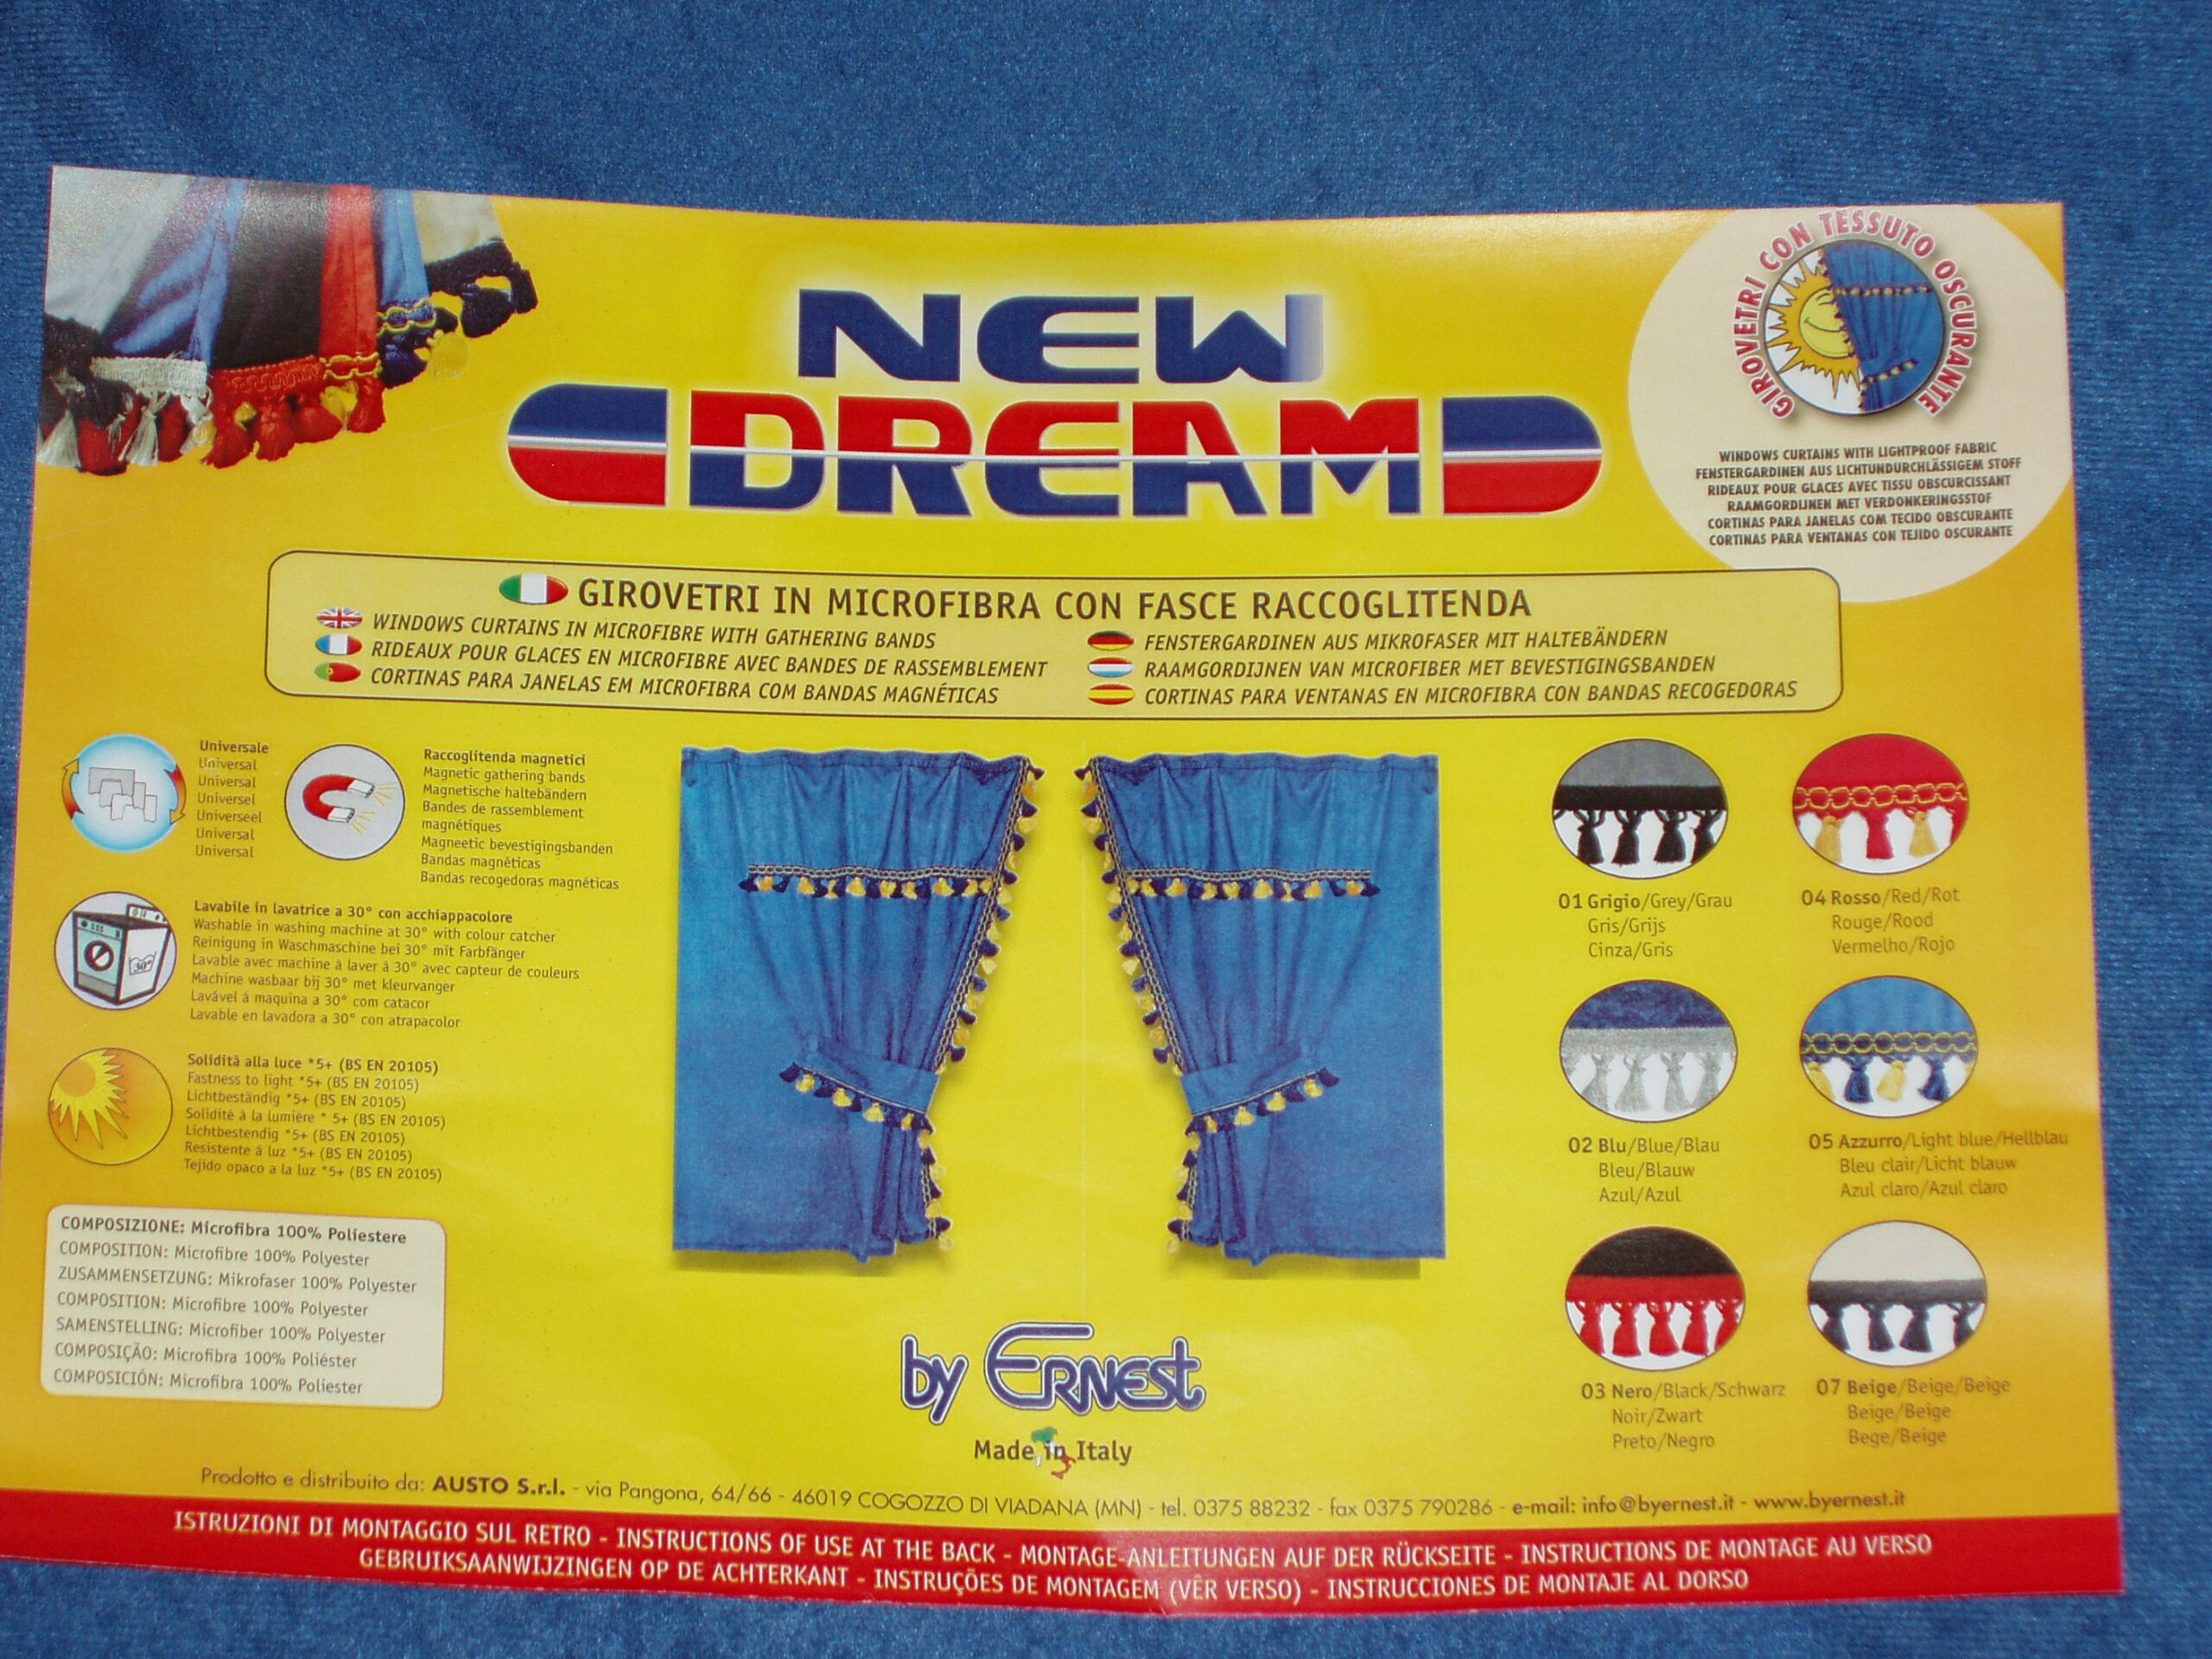 GIROVETRI CON TESSUTO OSCURANTE
NEW
DREAM
WINDOWS CURTAINS WITH LIGHTPROOF FABRIC
FENSTERGARDINEN AUS LICHTUNDURCHLÄSSIGEM STOFF
RIDEAUX POUR GLACES AVEC TISSU OBSCURCISSANT
RAAMGORDIJNEN MET VERDONKERINGSSTOF
CORTINAS PARA JANELAS COM TECIDO OBSCURANTE
CORTINAS PARA VENTANAS CON TEJIDO OSCURANTE
GIROVETRI IN MICROFIBRA CON FASCE RACCOGLITENDA
WINDOWS CURTAINS IN MICROFIBRE WITH GATHERING BANDS
RIDEAUX POUR GLACES EN MICROFIBRE AVEC BANDES DE RASSEMBLEMENT
CORTINAS PARA JANELAS EM MICROFIBRA COM BANDAS MAGNÉTICAS
FENSTERGARDINEN AUS MIKROFASER MIT HALTEBÄNDERN
RAAMGORDIJNEN VAN MICROFIBER MET BEVESTIGINGSBANDEN
CORTINAS PARA VENTANAS EN MICROFIBRA CON BANDAS RECOGEDORAS
Universale
Universal
Universal
Universel
Universeel
Universal
Universal
Raccoglitenda magnetici
Magnetic gathering bands
Magnetische haltebändern
Bandes de rassemblement
magnétiques
Magneetic bevestigingsbanden
Bandas magnéticas
Bandas recogedoras magnéticas
30°
Lavabile in lavatrice a 30° con acchiappacolore
Washable in washing machine at 30° with colour catcher
Reinigung in Waschmaschine bei 30° mit Farbfänger
Lavable avec machine à laver à 30° avec capteur de couleurs
Machine wasbaar bij 30° met kleurvanger
Lavável á maquina a 30° com catacor
Lavable en lavadora a 30° con atrapacolor
Solidità alla luce *5+ (BS EN 20105)
Fastness to light *5+ (BS EN 20105)
Lichtbeständig *5+ (BS EN 20105)
Solidité à la lumière * 5+ (BS EN 20105)
Lichtbestendig *5+ (BS EN 20105)
Resistente á luz *5+ (BS EN 20105)
Tejido opaco a la luz *5+ (BS EN 20105)
COMPOSIZIONE: Microfibra 100% Poliestere
COMPOSITION: Microfibre 100% Polyester
ZUSAMMENSETZUNG: Mikrofaser 100% Polyester
COMPOSITION: Microfibre 100% Polyester
SAMENSTELLING: Microfiber 100% Polyester
COMPOSIÇÃO: Microfibra 100% Poliéster
COMPOSICIÓN: Microfibra 100% Poliester
01 Grigio/Grey/Grau
Gris/Grijs
Cinza/Gris
04 Rosso/Red/Rot
Rouge/Rood
Vermelho/Rojo
02 Blu/Blue/Blau
Bleu/Blauw
Azul/Azul
05 Azzurro/Light blue/Hellblau
Bleu clair/Licht blauw
Azul claro/Azul claro
03 Nero/Black/Schwarz
Noir/Zwart
Preto/Negro
07 Beige/Beige/Beige
Beige/Beige
Bege/Beige
by ERNEST
Made in Italy
Prodotto e distribuito da: AUSTO S.r.l. - via Pangona, 64/66 - 46019 COGOZZO DI VIADANA (MN) - tel. 0375 88232 - fax 0375 790286 - e-mail: info@byernest.it - www.byernest.it
ISTRUZIONI DI MONTAGGIO SUL RETRO - INSTRUCTIONS OF USE AT THE BACK - MONTAGE-ANLEITUNGEN AUF DER RÜCKSEITE - INSTRUCTIONS DE MONTAGE AU VERSO
GEBRUIKSAANWIJZINGEN OP DE ACHTERKANT - INSTRUÇÕES DE MONTAGEM (VÊR VERSO) - INSTRUCCIONES DE MONTAJE AL DORSO